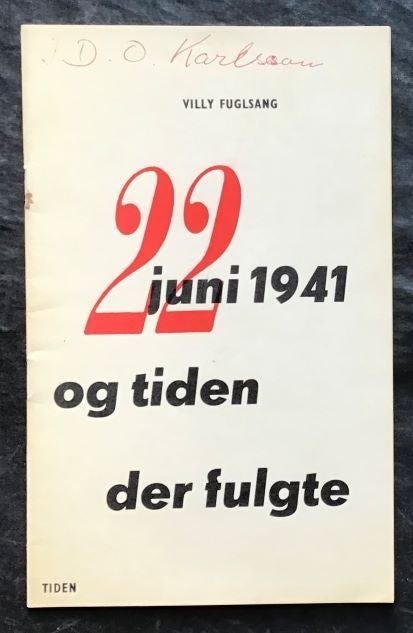 D. O. Karlsson
VILLY FUGLSANG
22
juni 1941
og tiden
der fulgte
TIDEN